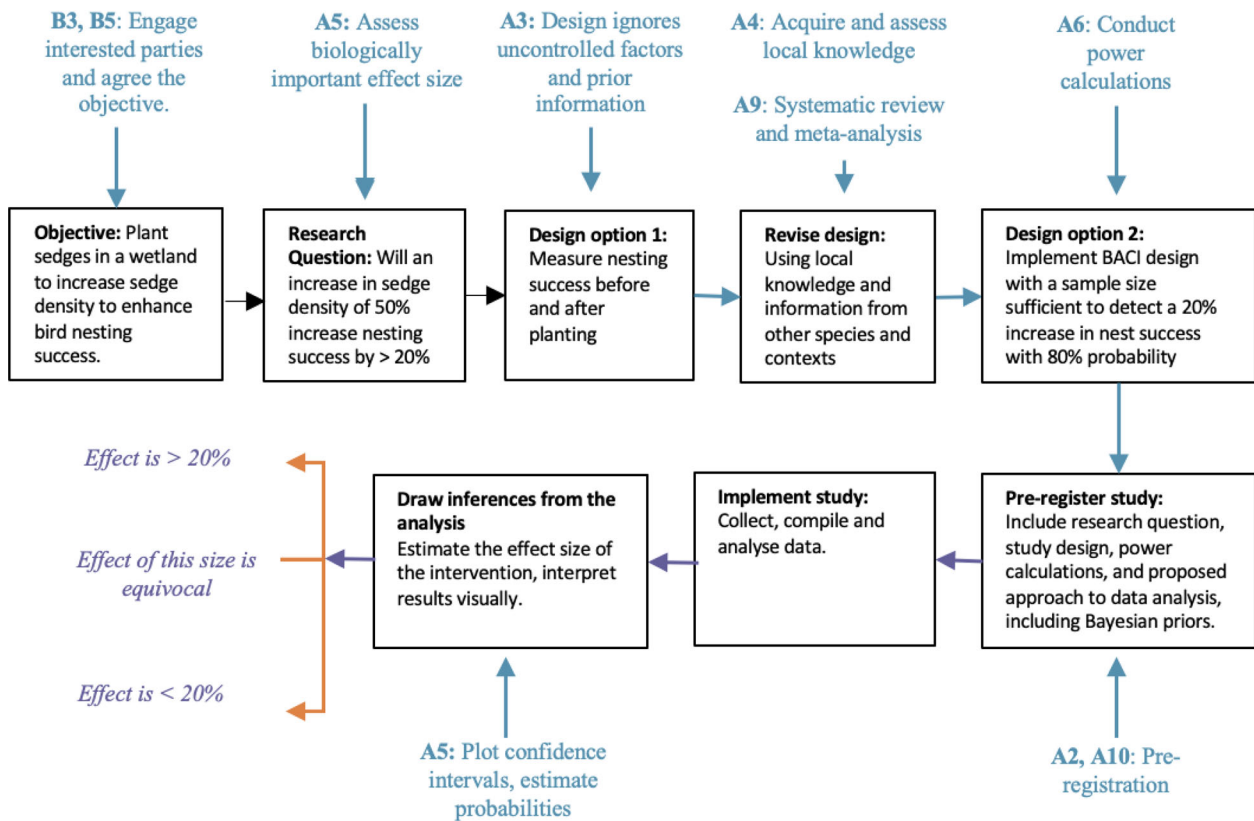 B3, B5: Engage
interested parties
and agree the
objective.
A5: Assess
biologically
important effect size
A3: Design ignores
uncontrolled factors
and prior
information
A4: Acquire and assess
local knowledge
A9: Systematic review
and meta-analysis
A6: Conduct
power
calculations
Objective: Plant
sedges in a wetland
to increase sedge
density to enhance
bird nesting
success.
Research
Question: Will an
increase in sedge
density of 50%
increase nesting
success by > 20%
Design option 1:
Measure nesting
success before
and after
planting
Revise design:
Using local
knowledge and
information from
other species and
contexts
Design option 2:
Implement BACI design
with a sample size
sufficient to detect a 20%
increase in nest success
with 80% probability
Effect is > 20%
Effect of this size is
equivocal
Effect is < 20%
Draw inferences from the
analysis
Estimate the effect size of
the intervention, interpret
results visually.
Implement study:
Collect, compile and
analyse data.
Pre-register study:
Include research question,
study design, power
calculations, and proposed
approach to data analysis,
including Bayesian priors.
A5: Plot confidence
intervals, estimate
probabilities
A2, A10: Pre-
registration